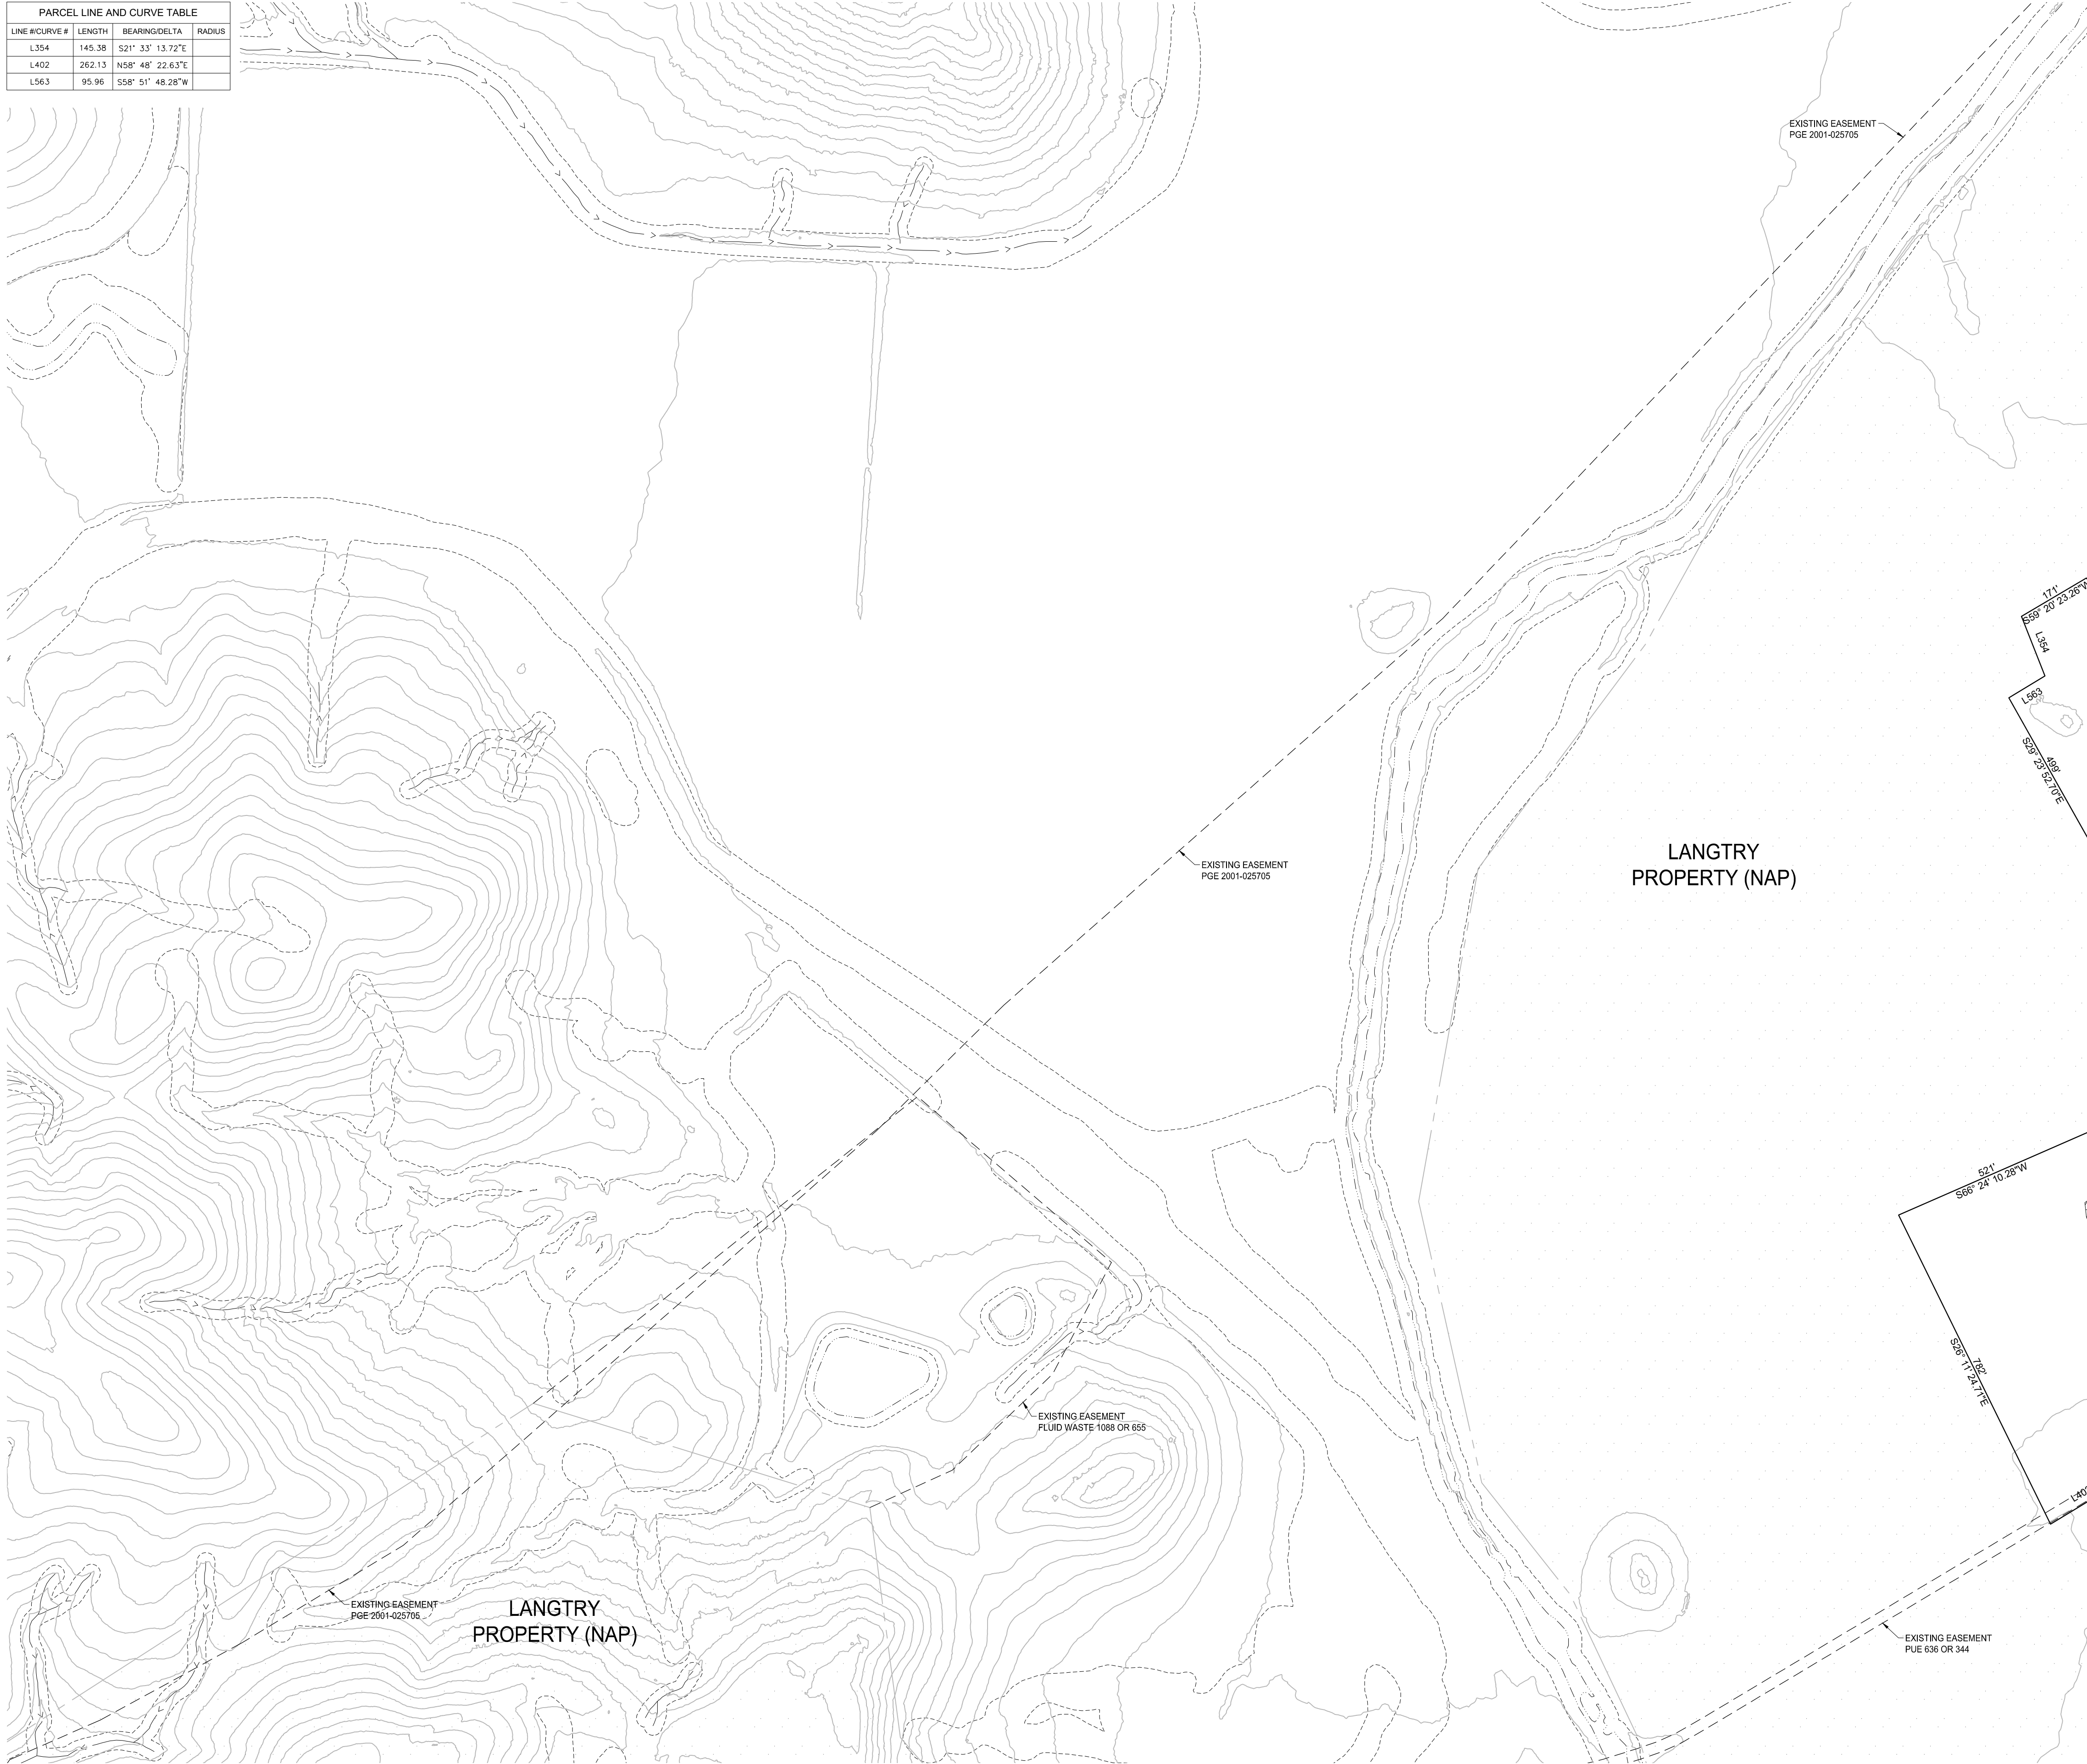 PARCEL LINE AND CURVE TABLE
LINE #/CURVE # LENGTH BEARING/DELTA RADIUS
L354 145.38 S21° 33' 13.72"E
L402 262.13 N58° 48' 22.63"E
L563 95.96 S58° 51' 48.28"W
EXISTING EASEMENT
PGE 2001-025705
171'
S59° 20' 23.26"W
L354
L563
499'
S29° 23' 52.70"E
LANGTRY
PROPERTY (NAP)
EXISTING EASEMENT
PGE 2001-025705
521'
S66° 24' 10.28"W
782'
S26° 11' 24.71"E
EXISTING EASEMENT
FLUID WASTE 1088 OR 655
EXISTING EASEMENT
PGE 2001-025705
LANGTRY
PROPERTY (NAP)
EXISTING EASEMENT
PUE 636 OR 344